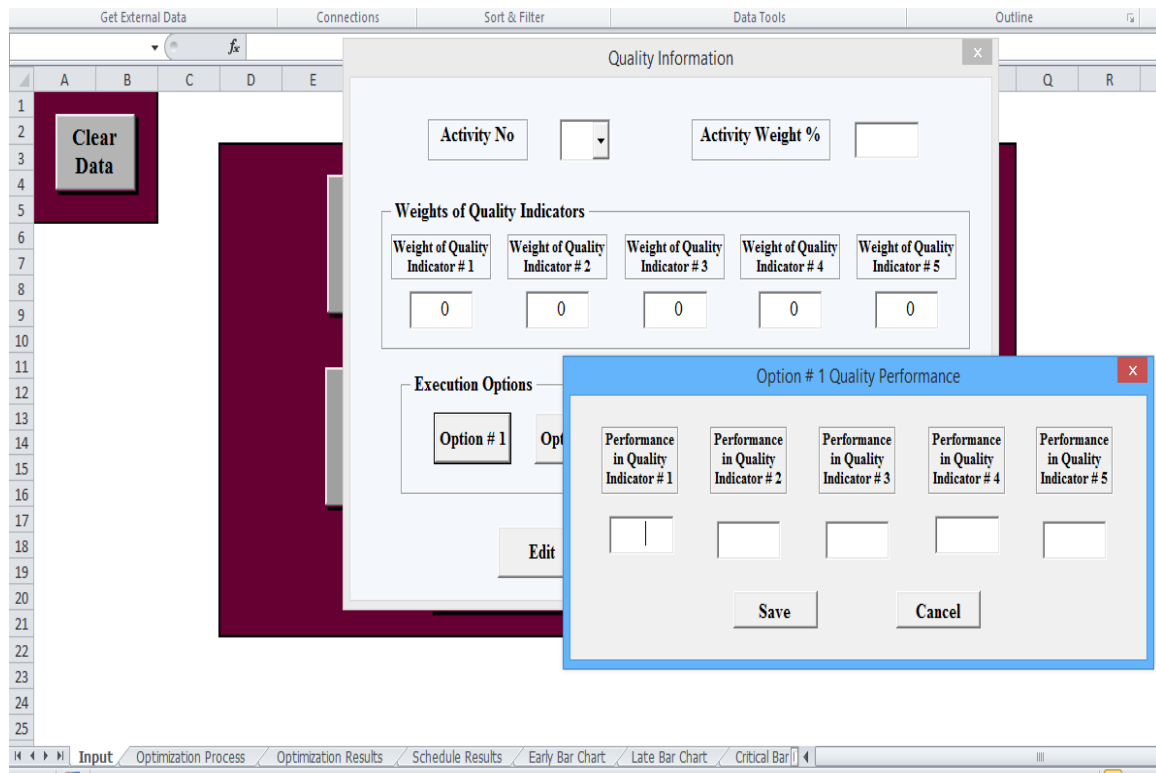 Get External Data Connections Sort & Filter Data Tools Outline
fx
Quality Information x
A B C D E Q R
1
2
3
4
5
6
7
8
9
10
11
12
13
14
15
16
17
18
19
20
21
22
23
24
25
Clear
Data
Activity No Activity Weight %
Weights of Quality Indicators
Weight of Quality Indicator # 1
Weight of Quality Indicator # 2
Weight of Quality Indicator # 3
Weight of Quality Indicator # 4
Weight of Quality Indicator # 5
0 0 0 0 0
Execution Options
Option # 1 Opt
Edit
Option # 1 Quality Performance x
Performance in Quality Indicator # 1
Performance in Quality Indicator # 2
Performance in Quality Indicator # 3
Performance in Quality Indicator # 4
Performance in Quality Indicator # 5
Save Cancel
Input Optimization Process Optimization Results Schedule Results Early Bar Chart Late Bar Chart Critical Bar